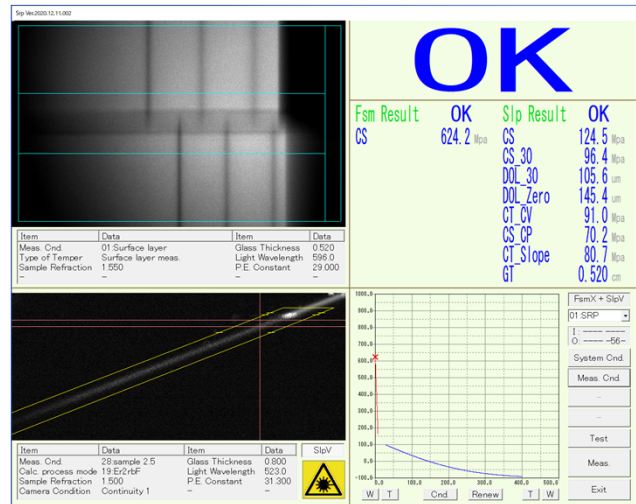 Srp Ver.2020.12.11.002
OK
Fsm Result OK
CS 624.2 Mpa
Slp Result OK
CS 124.5 Mpa
CS_30 96.4 Mpa
DOL_30 105.6 um
DOL_Zero 145.4 um
CT_CV 91.0 Mpa
CS_CP 70.2 Mpa
CT_Slope 80.7 Mpa
GT 0.520 cm
Item Data Item Data
Meas. Cnd. 01:Surface layer Glass Thickness 0.520
Type of Temper Surface layer meas. Light Wavelength 596.0
Sample Refraction 1.550 P.E. Constant 29.000
- - - -
Item Data Item Data
Meas. Cnd. 28:sample 2.5 Glass Thickness 0.800
Calc. process mode 19:Er2rbF Light Wavelength 523.0
Sample Refraction 1.500 P.E. Constant 31.300
Camera Condition Continuity 1 - -
SlpV
1000.0
900.0
800.0
700.0
600.0
500.0
400.0
300.0
200.0
100.0
0.0
-100.0
0.0 100.0 200.0 300.0 400.0 500.0
W T Cnd Renew T W
FsmX + SlpV
01:SRP
I : ---- ----
O: ---- -56-
System Cnd.
Meas. Cnd.
-
-
Test
Meas.
Exit